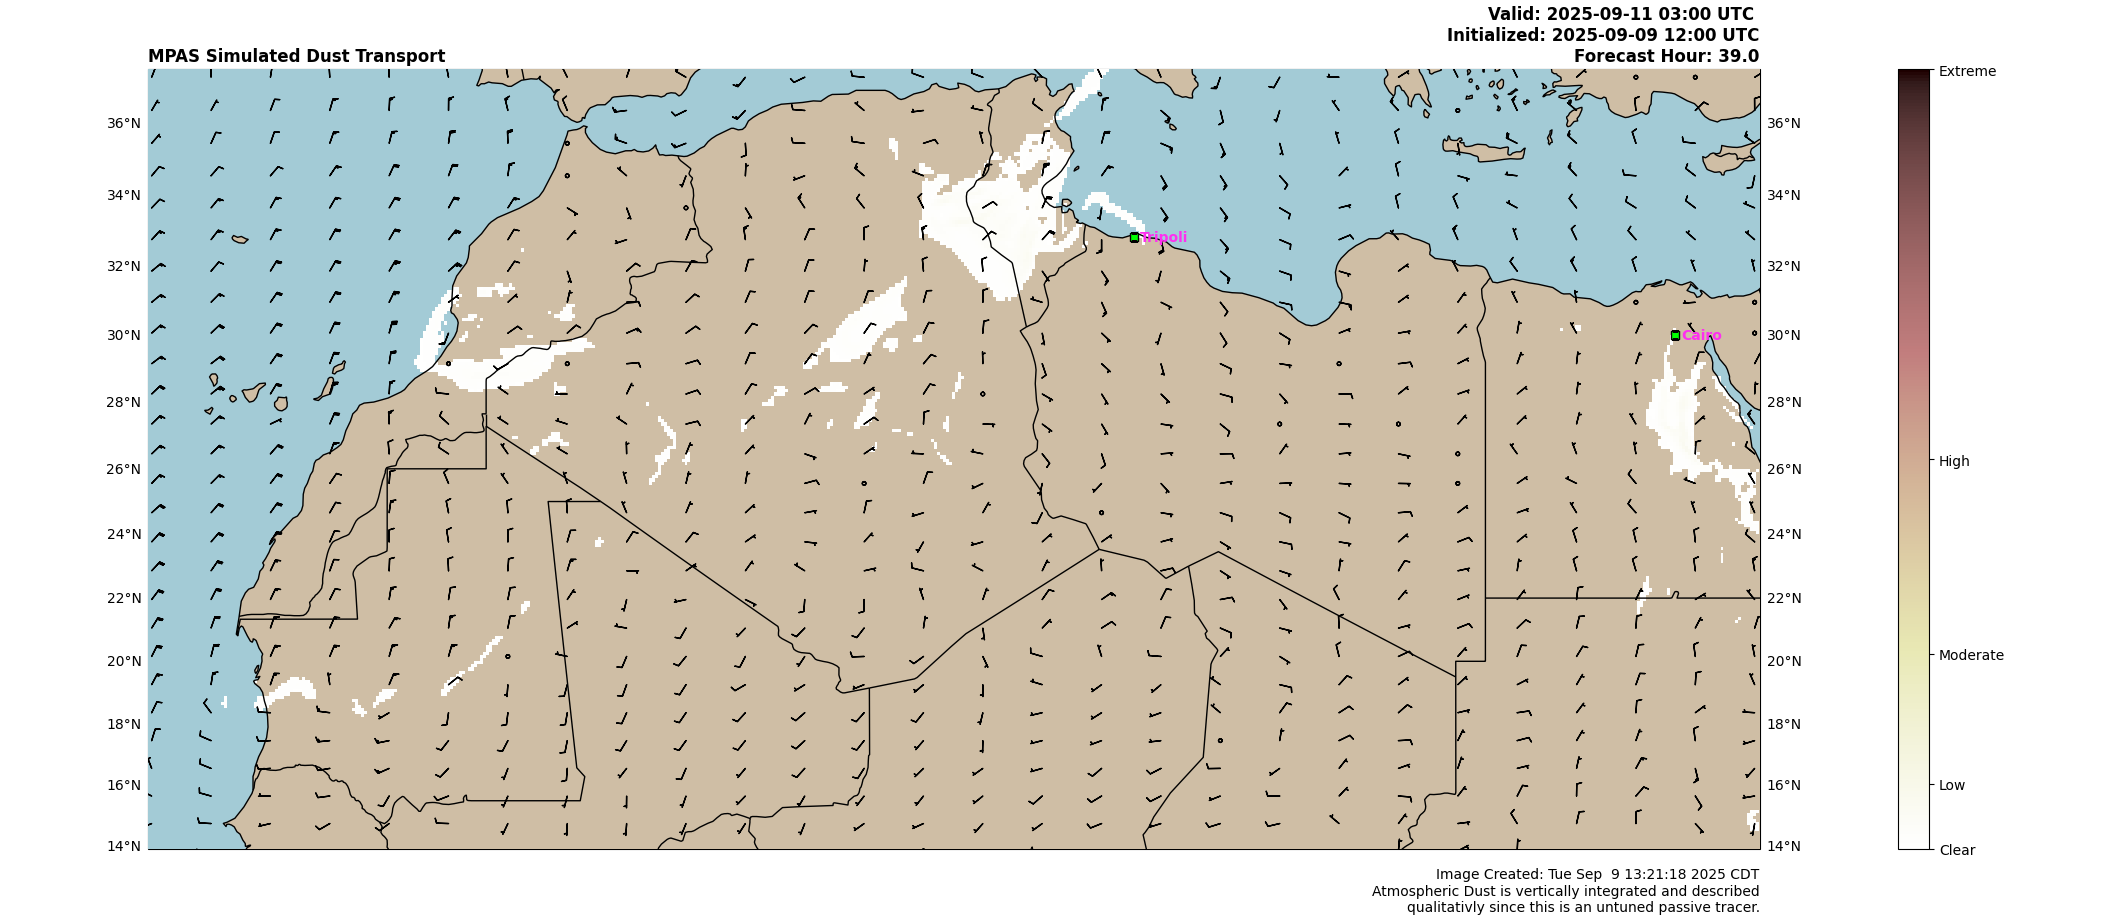 Valid: 2025-09-11 03:00 UTC
Initialized: 2025-09-09 12:00 UTC
MPAS Simulated Dust Transport
Forecast Hour: 39.0
Extreme
36°N
36°N
34°N
34°N
Tripoli
32°N
32°N
30°N
Cairo
30°N
28°N
28°N
High
26°N
26°N
24°N
24°N
22°N
22°N
Moderate
20°N
20°N
18°N
18°N
16°N
16°N
Low
14°N
14°N
Clear
Image Created: Tue Sep  9 13:21:18 2025 CDT
Atmospheric Dust is vertically integrated and described
qualitativly since this is an untuned passive tracer.